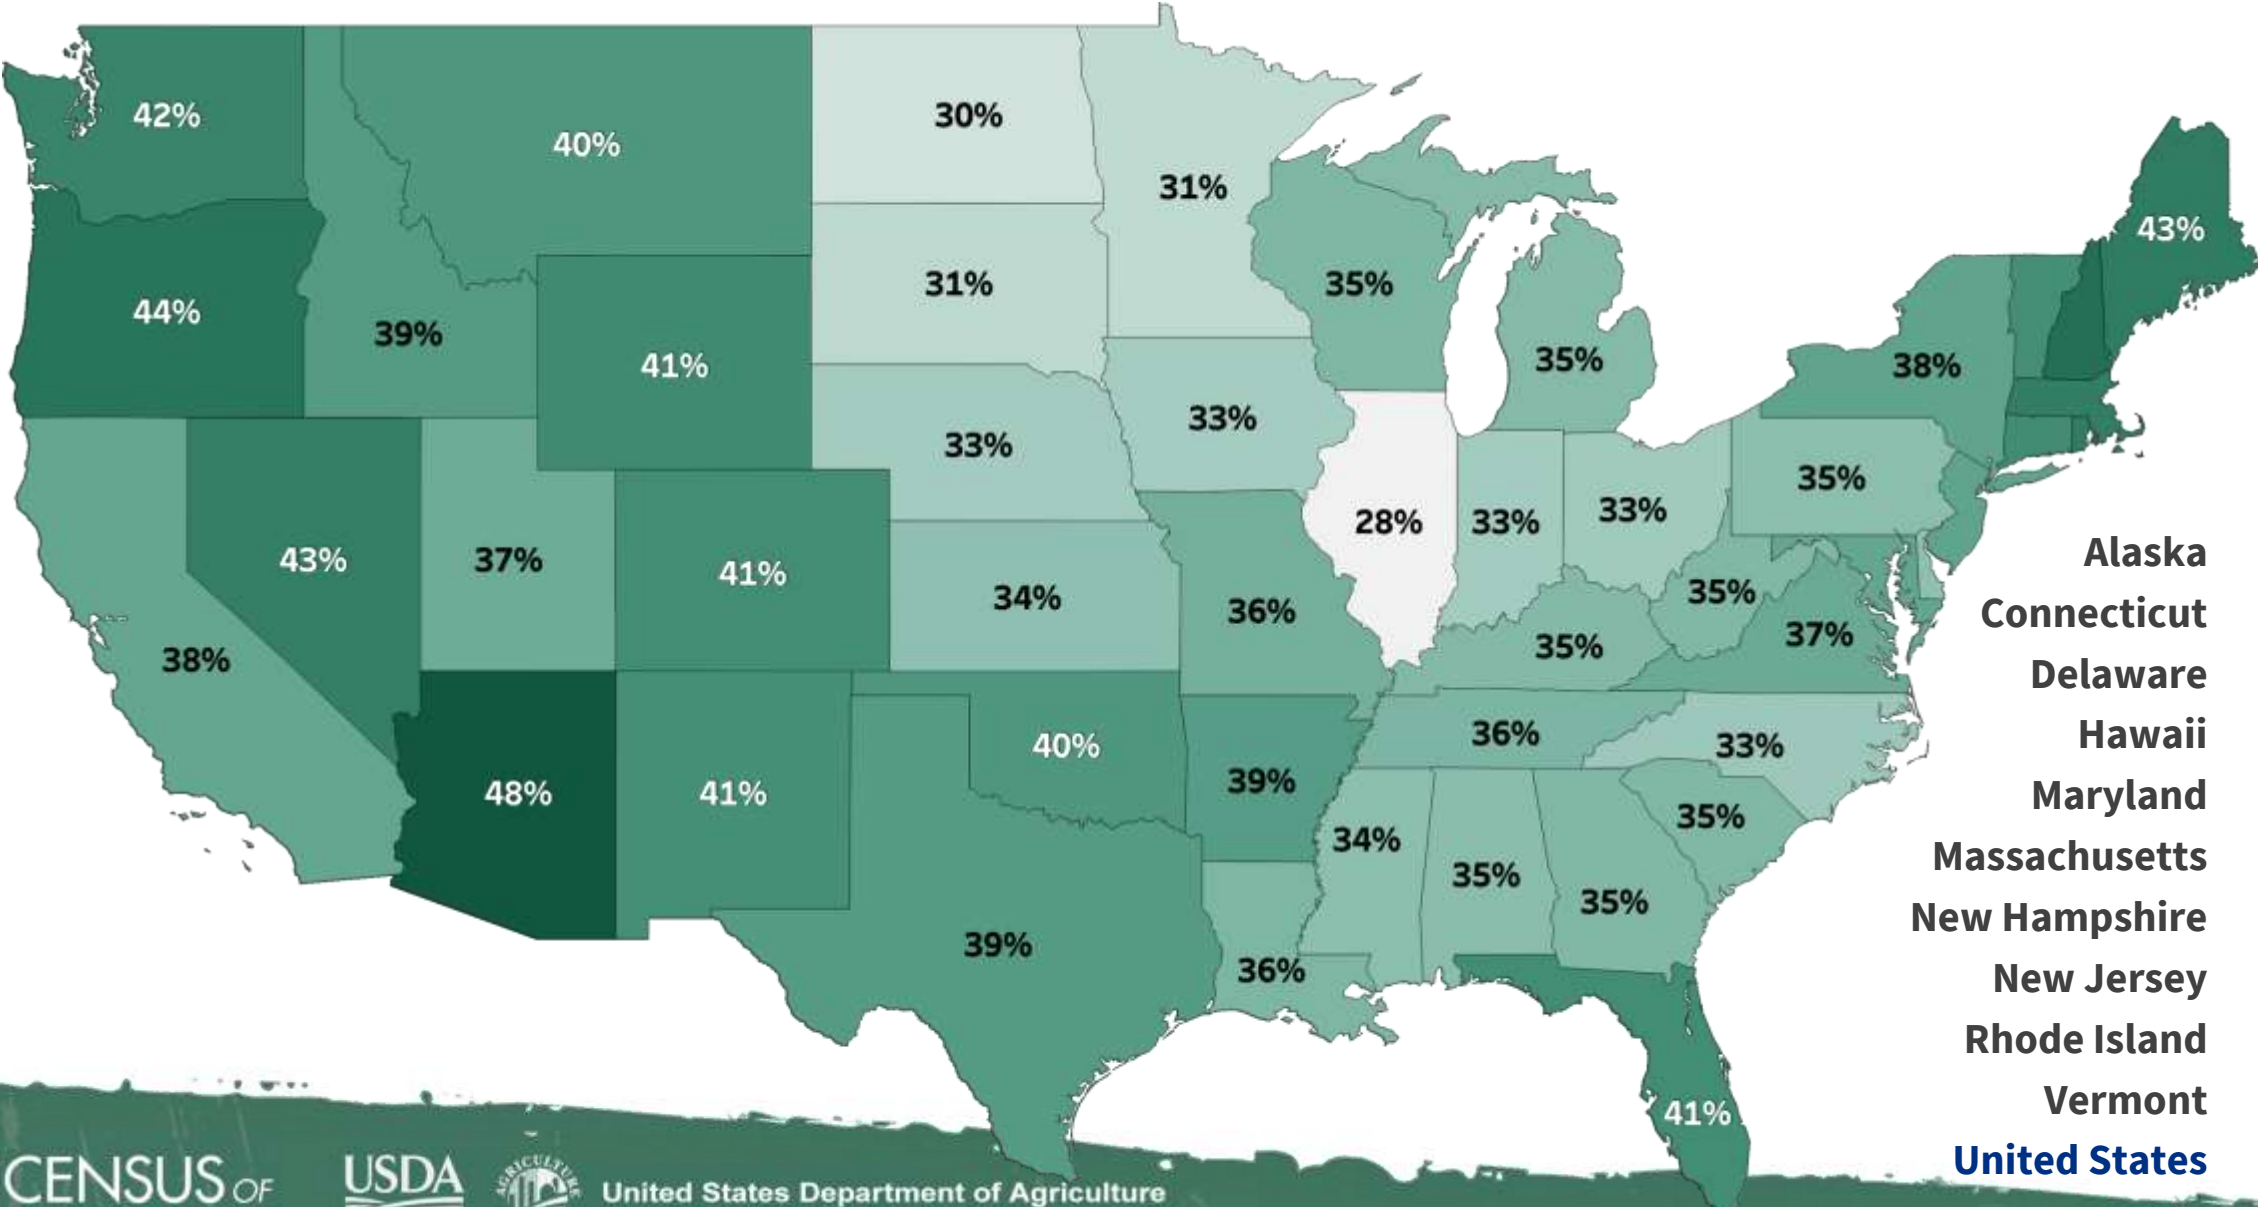 42%
40%
30%
31%
43%
44%
39%
41%
31%
35%
35%
38%
33%
33%
35%
28%
33%
33%
43%
37%
41%
34%
36%
35%
35%
37%
38%
48%
41%
40%
39%
36%
33%
34%
35%
35%
35%
39%
36%
41%
Alaska
Connecticut
Delaware
Hawaii
Maryland
Massachusetts
New Hampshire
New Jersey
Rhode Island
Vermont
United States
CENSUS OF
USDA
AGRICULTURE
United States Department of Agriculture